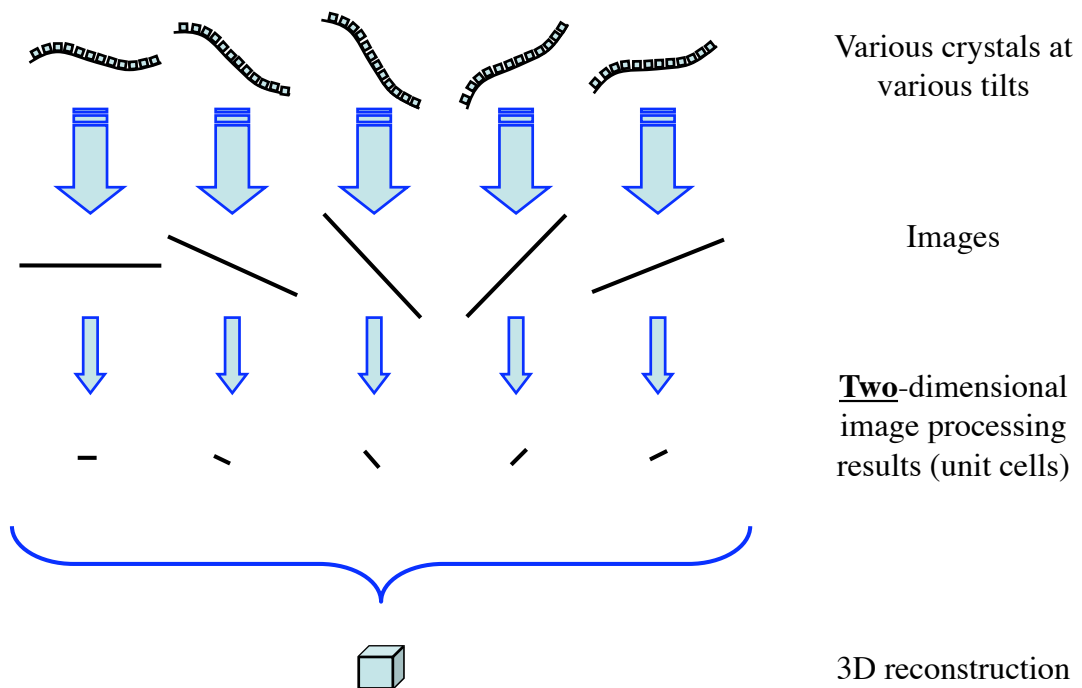 Various crystals at
various tilts
Images
Two-dimensional
image processing
results (unit cells)
3D reconstruction